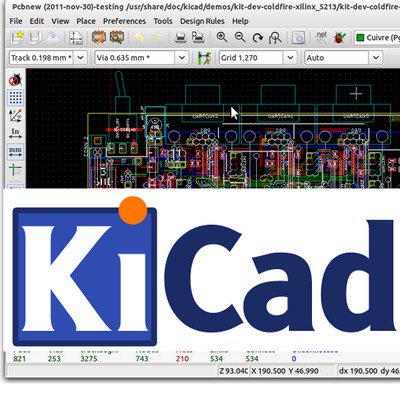 Pcbnew (2011-nov-30)-testing /usr/share/doc/kicad/demos/kit-dev-coldfire-xilinx_5213/kit-dev-coldfire-
File View Place Preferences Tools Design Rules Help
Cuivre (P
Track 0.198 mm * Via 0.635 mm * Grid 1.270 Auto
In
mm
UARTCAN
KiCad
821 253 3275 743 210 534 534 0
Z 93.040 X 190.500 Y 46.990 dx 190.500 dy 46.